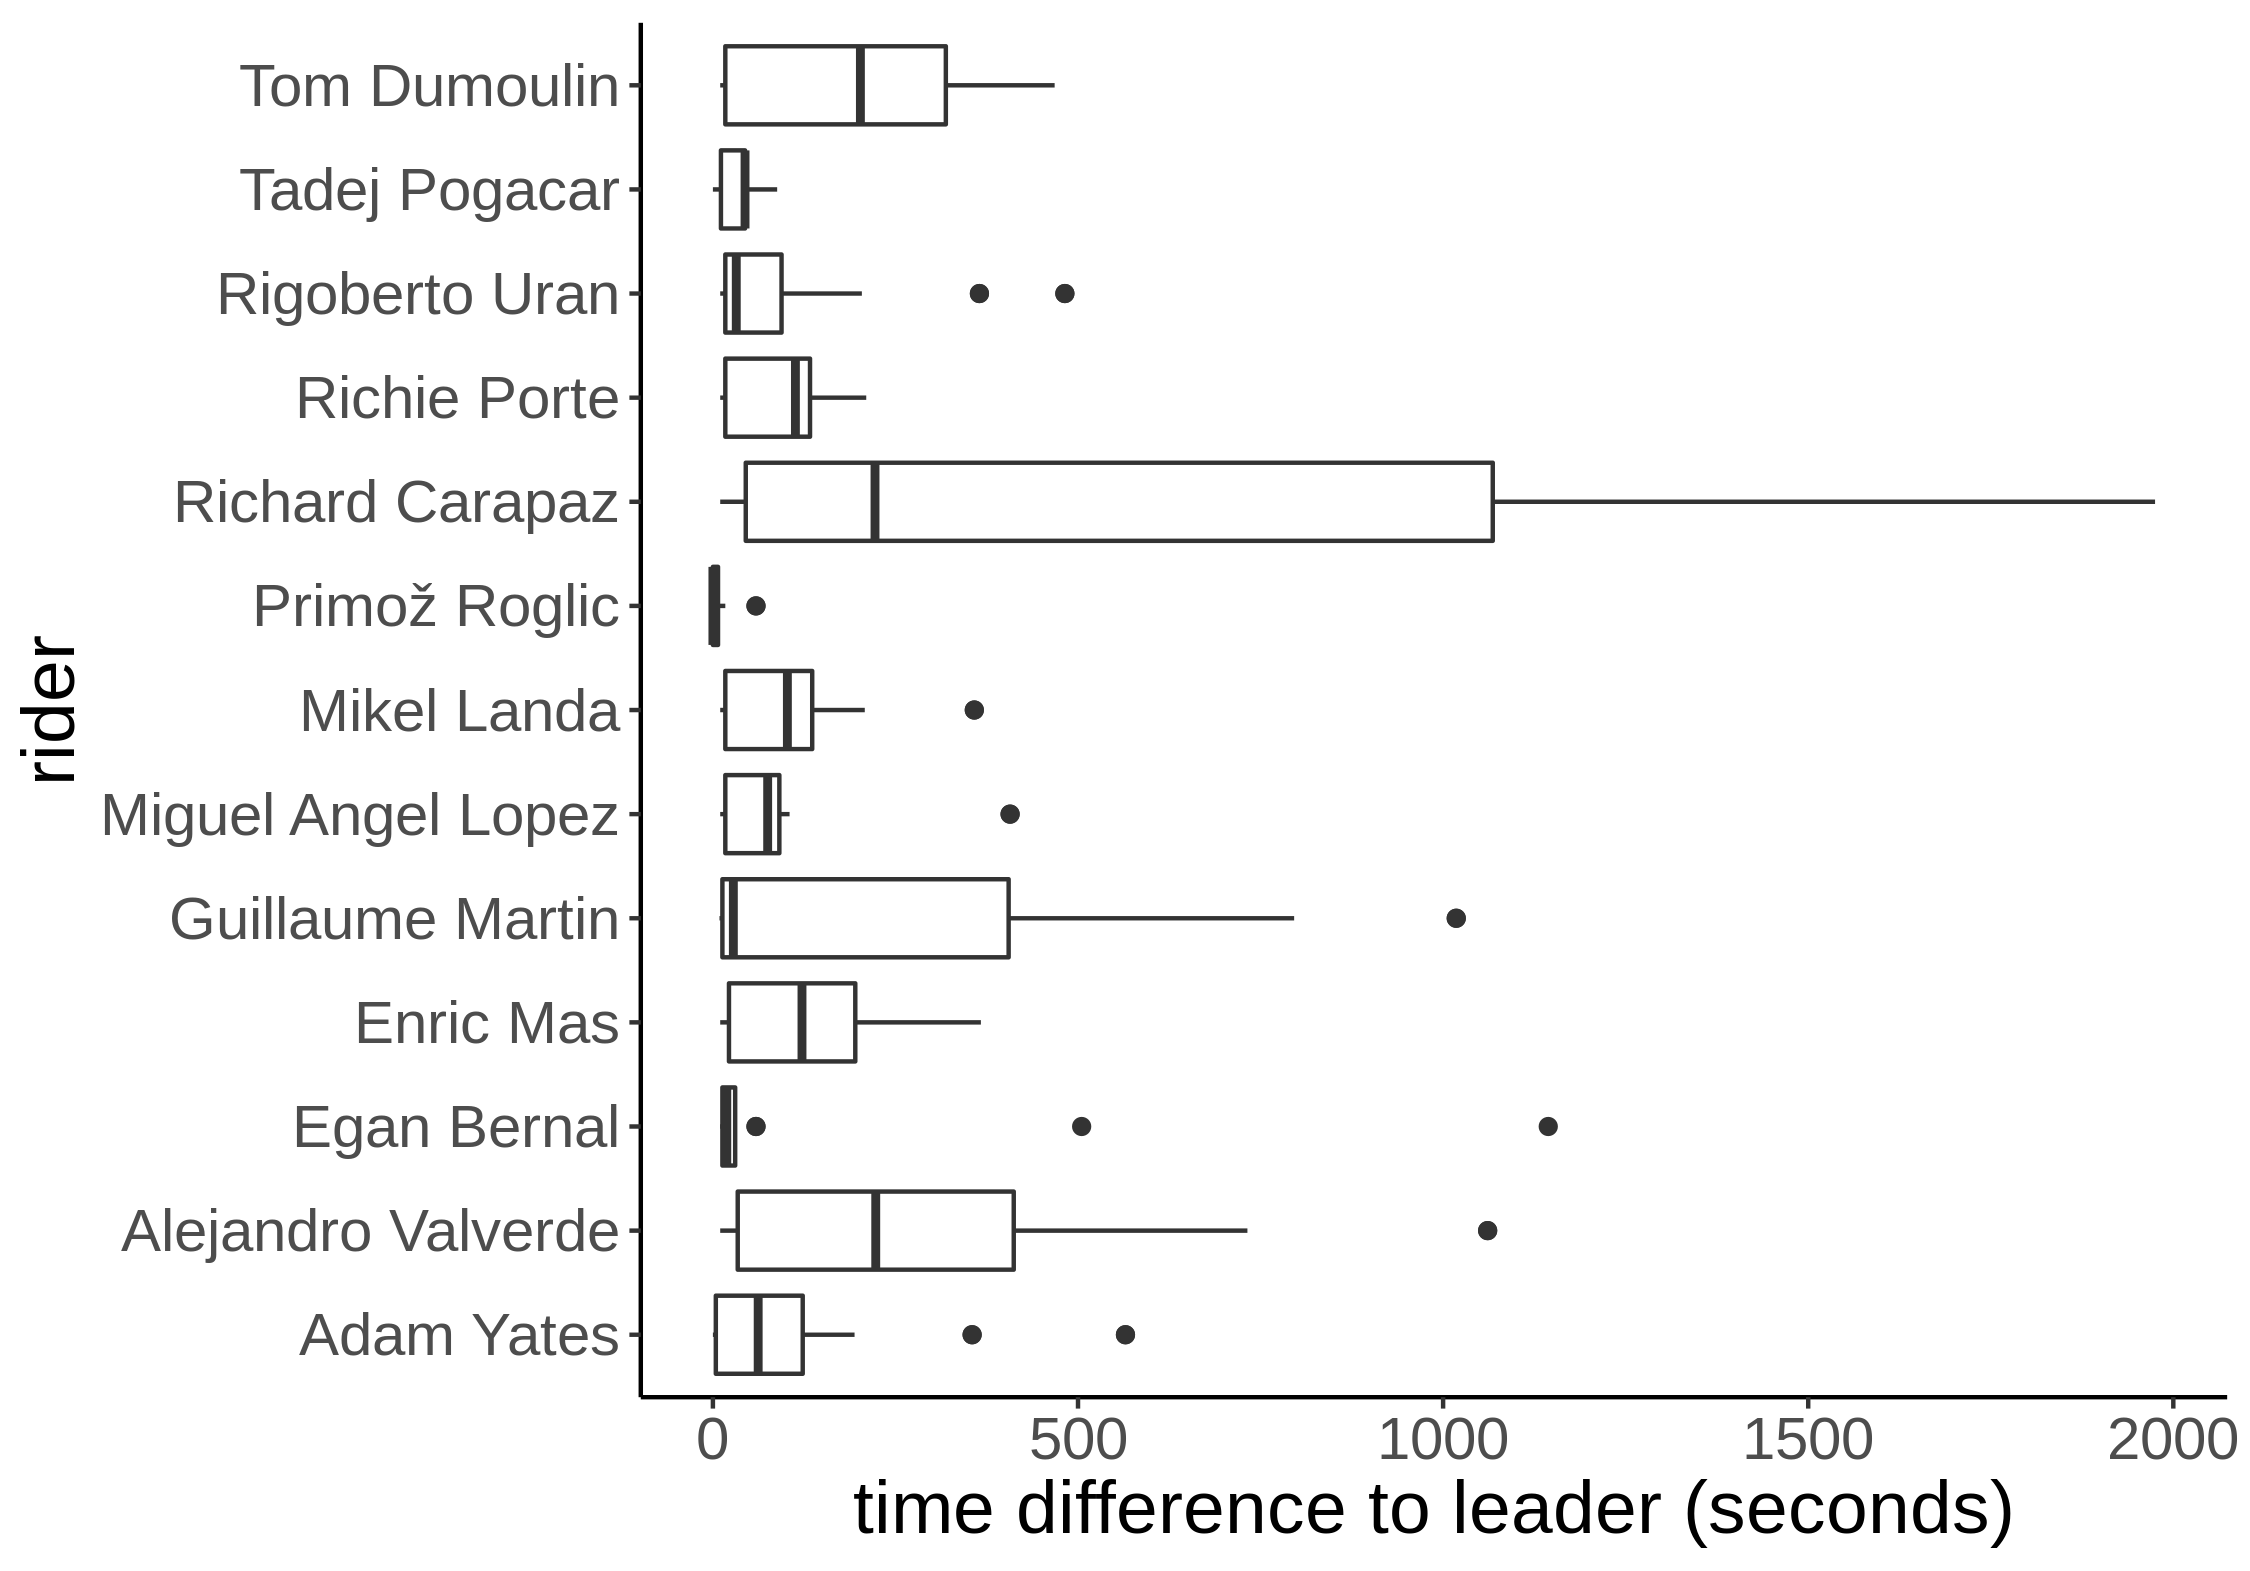 Tom Dumoulin
Tadej Pogacar
Rigoberto Uran
Richie Porte
Richard Carapaz
Primož Roglic
Mikel Landa
Miguel Angel Lopez
Guillaume Martin
Enric Mas
Egan Bernal
Alejandro Valverde
Adam Yates
rider
0 500 1000 1500 2000
time difference to leader (seconds)